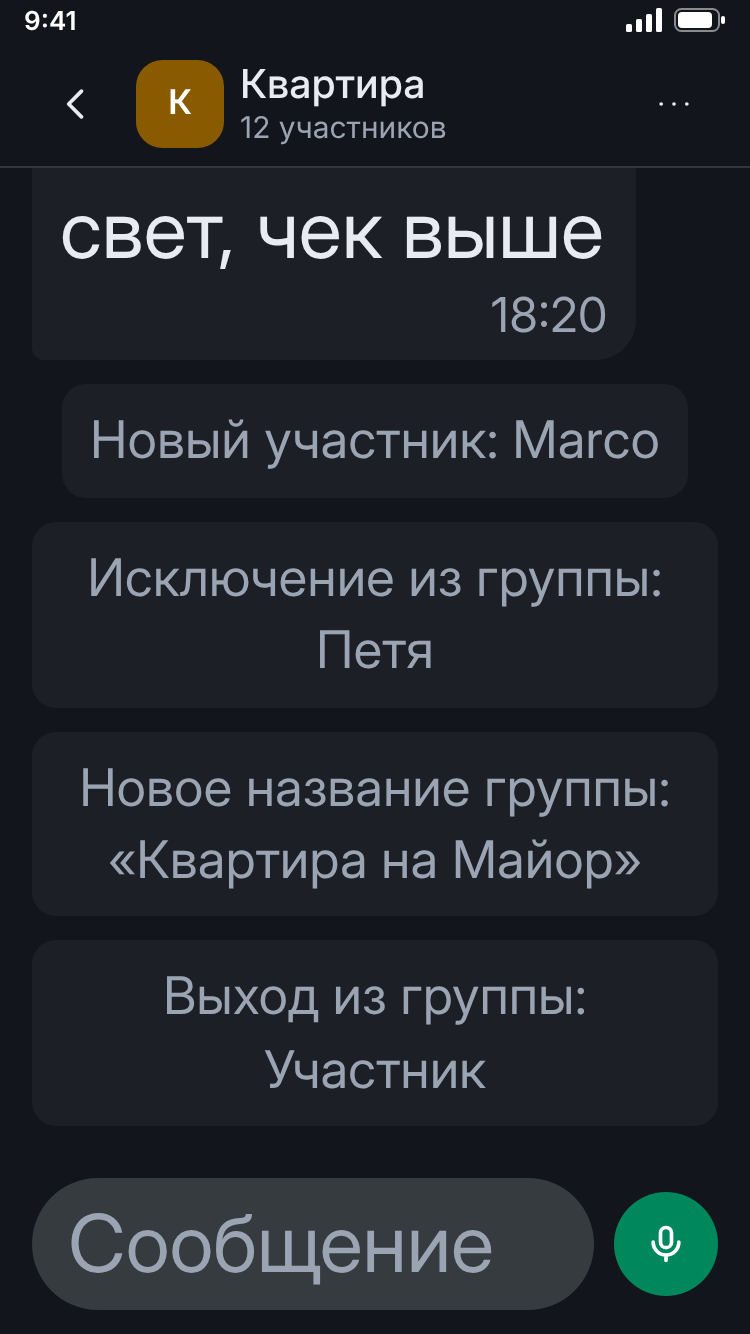 9:41
К
Квартира
12 участников
...
свет, чек выше
18:20
Новый участник: Marco
Исключение из группы:
Петя
Новое название группы:
«Квартира на Майор»
Выход из группы:
Участник
Сообщение